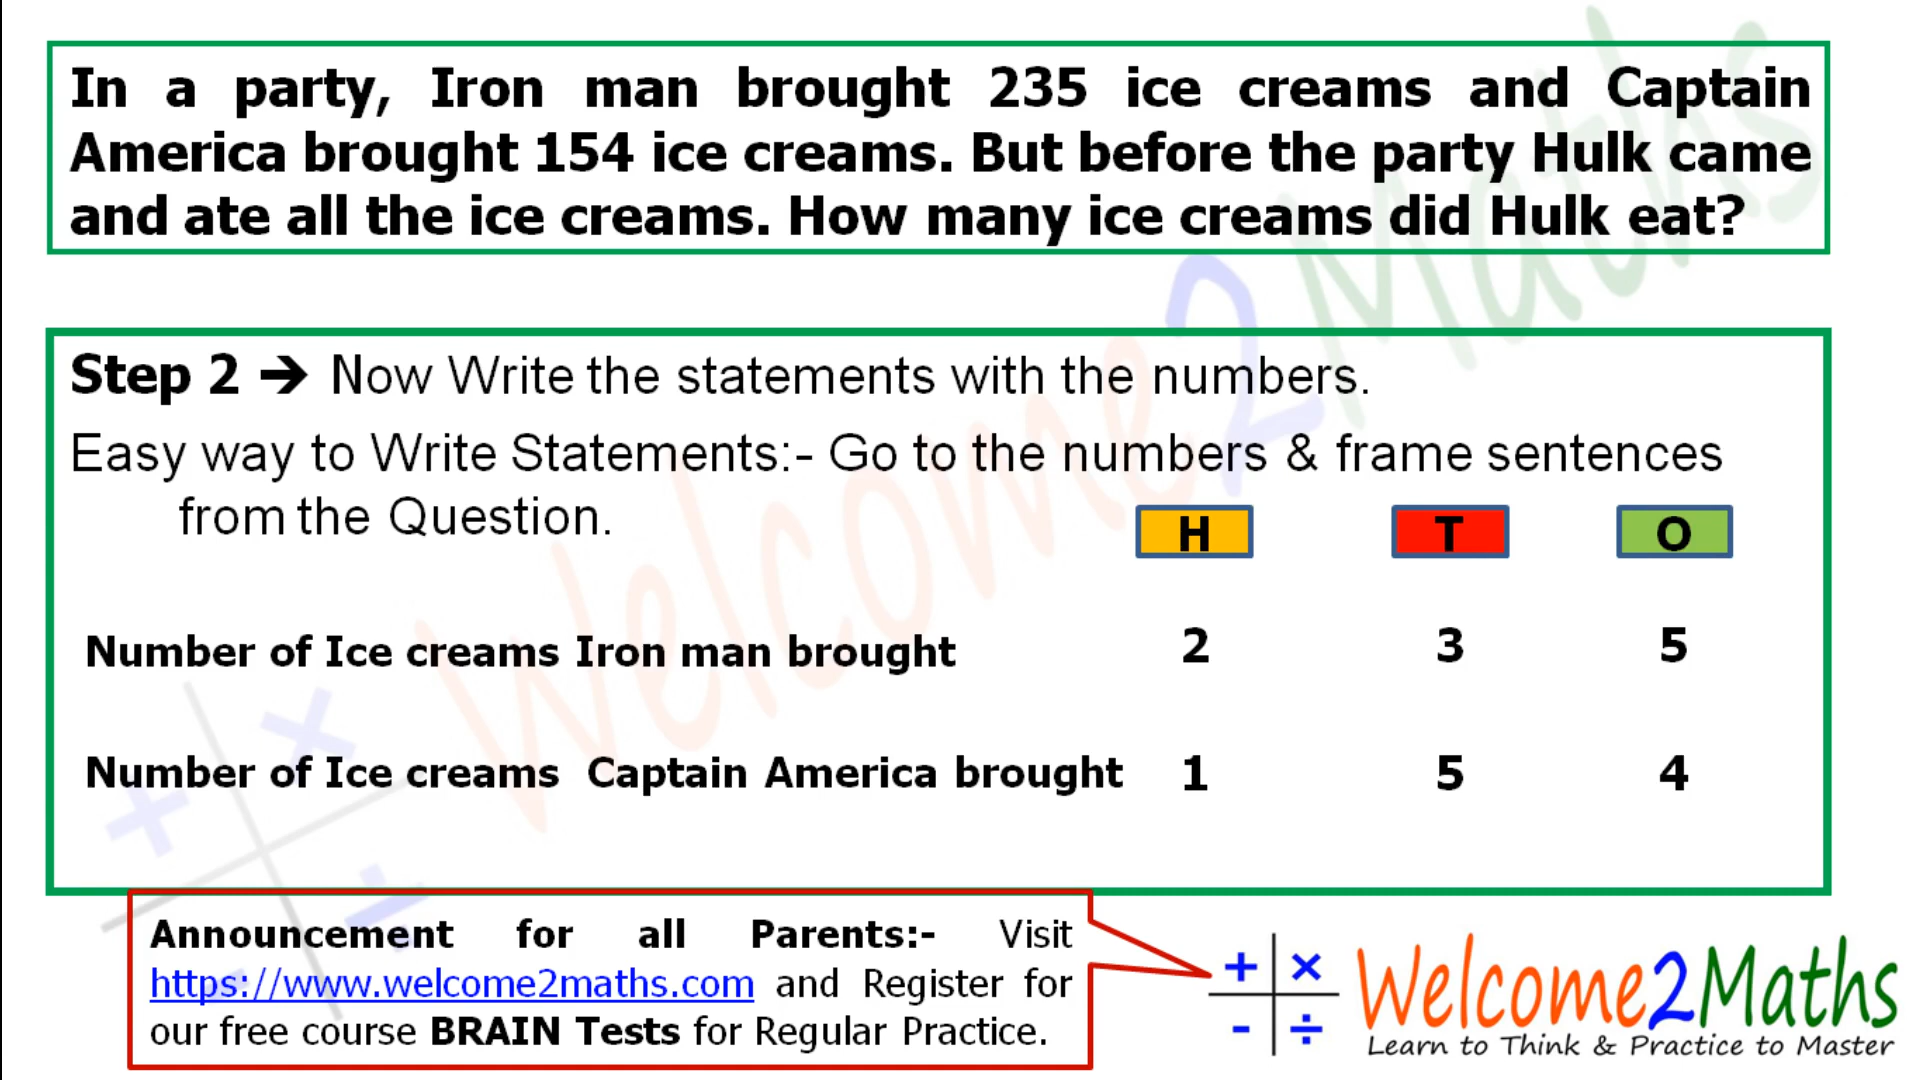 In a party, Iron man brought 235 ice creams and Captain
America brought 154 ice creams. But before the party Hulk came
and ate all the ice creams. How many ice creams did Hulk eat?
Step 2 ➔ Now Write the statements with the numbers.
Easy way to Write Statements:- Go to the numbers & frame sentences
from the Question.
H T O
Number of Ice creams Iron man brought 2 3 5
Number of Ice creams Captain America brought 1 5 4
Announcement for all Parents:- Visit
https://www.welcome2maths.com and Register for
our free course BRAIN Tests for Regular Practice.
+ ×
- ÷
Welcome2Maths
Learn to Think & Practice to Master
Welcome2Maths
+ ×
- ÷